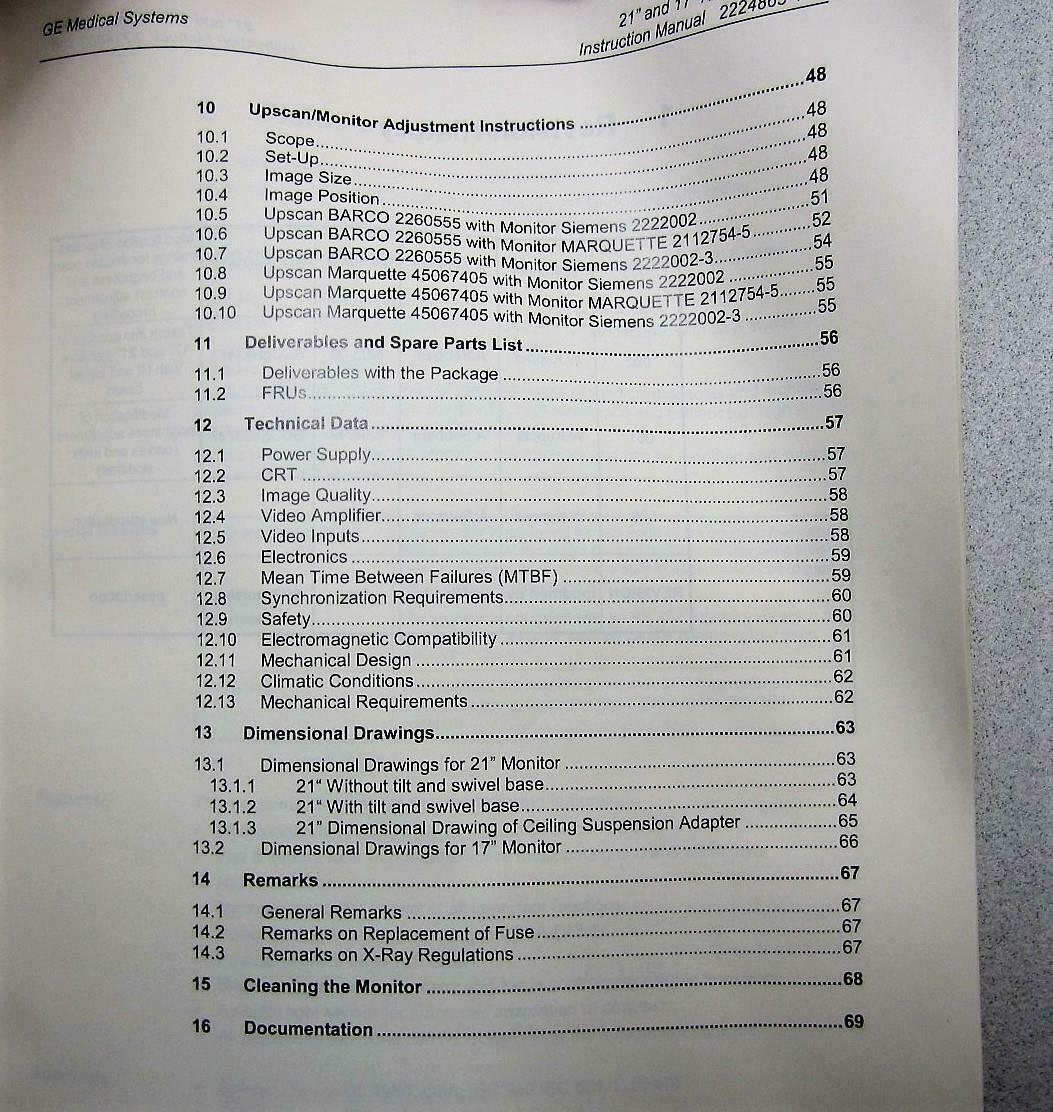 GE Medical Systems
21" and
Instruction Manual
10 Upscan/Monitor Adjustment Instructions ........ 48
10.1 Scope ........ 48
10.2 Set-Up ........ 48
10.3 Image Size ........ 48
10.4 Image Position ........ 48
10.5 Upscan BARCO 2260555 with Monitor Siemens 2222002 ........ 51
10.6 Upscan BARCO 2260555 with Monitor MARQUETTE 2112754-5 ........ 52
10.7 Upscan BARCO 2260555 with Monitor Siemens 2222002-3 ........ 54
10.8 Upscan Marquette 45067405 with Monitor Siemens 2222002 ........ 55
10.9 Upscan Marquette 45067405 with Monitor MARQUETTE 2112754-5 ........ 55
10.10 Upscan Marquette 45067405 with Monitor Siemens 2222002-3 ........ 55
11 Deliverables and Spare Parts List ........ 56
11.1 Deliverables with the Package ........ 56
11.2 FRUs ........ 56
12 Technical Data ........ 57
12.1 Power Supply ........ 57
12.2 CRT ........ 57
12.3 Image Quality ........ 58
12.4 Video Amplifier ........ 58
12.5 Video Inputs ........ 58
12.6 Electronics ........ 59
12.7 Mean Time Between Failures (MTBF) ........ 59
12.8 Synchronization Requirements ........ 60
12.9 Safety ........ 60
12.10 Electromagnetic Compatibility ........ 61
12.11 Mechanical Design ........ 61
12.12 Climatic Conditions ........ 62
12.13 Mechanical Requirements ........ 62
13 Dimensional Drawings ........ 63
13.1 Dimensional Drawings for 21" Monitor ........ 63
13.1.1 21" Without tilt and swivel base ........ 63
13.1.2 21" With tilt and swivel base ........ 64
13.1.3 21" Dimensional Drawing of Ceiling Suspension Adapter ........ 65
13.2 Dimensional Drawings for 17" Monitor ........ 66
14 Remarks ........ 67
14.1 General Remarks ........ 67
14.2 Remarks on Replacement of Fuse ........ 67
14.3 Remarks on X-Ray Regulations ........ 67
15 Cleaning the Monitor ........ 68
16 Documentation ........ 69